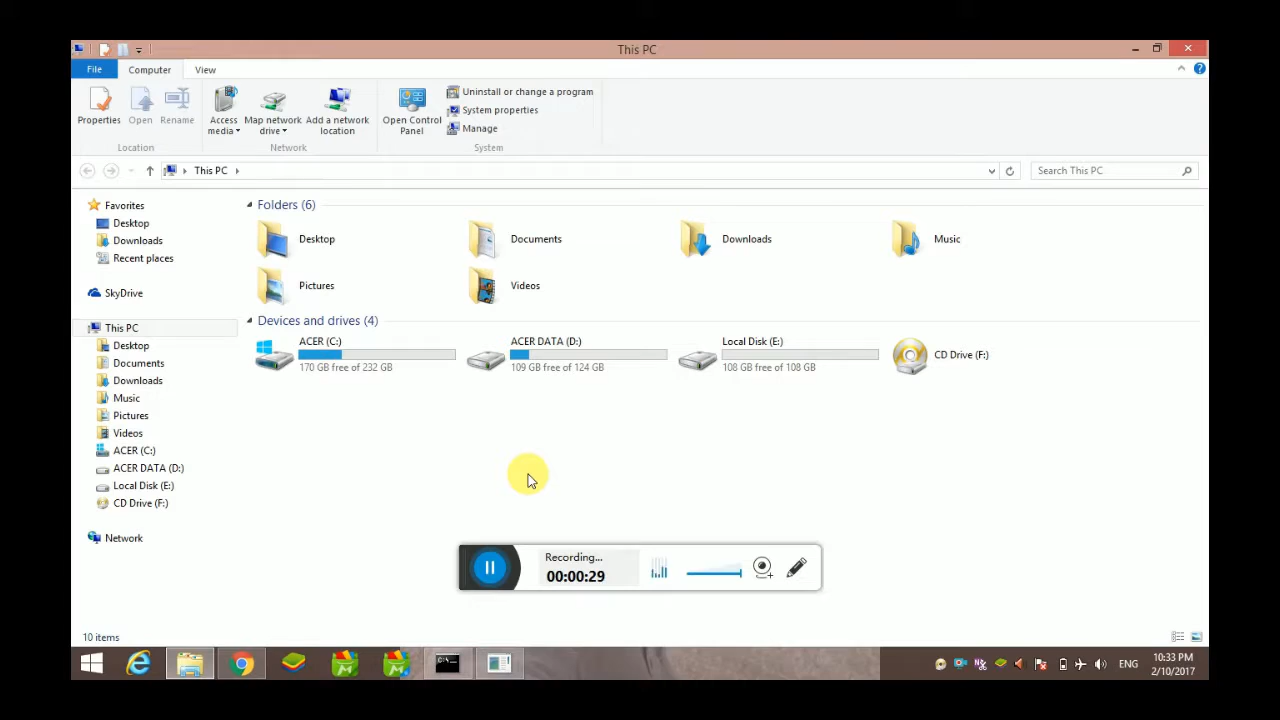 This PC
File Computer View
Properties Open Rename Access media Map network drive Add a network location Open Control Panel Uninstall or change a program
System properties
Manage
Location Network System
This PC Search This PC
Favorites
Desktop
Downloads
Recent places
SkyDrive
This PC
Desktop
Documents
Downloads
Music
Pictures
Videos
ACER (C:)
ACER DATA (D:)
Local Disk (E:)
CD Drive (F:)
Network
Folders (6)
Desktop Documents Downloads Music
Pictures Videos
Devices and drives (4)
ACER (C:) ACER DATA (D:) Local Disk (E:) CD Drive (F:)
170 GB free of 232 GB 109 GB free of 124 GB 108 GB free of 108 GB
Recording...
00:00:29
10 items
ENG 10:33 PM
2/10/2017